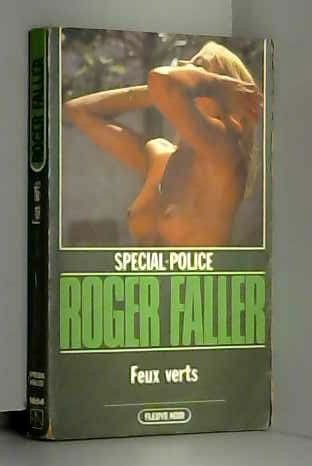 SPECIAL-POLICE
ROGER FALLER
Feux verts
FLEUVE NOIR
ROGER FALLER
Feux verts